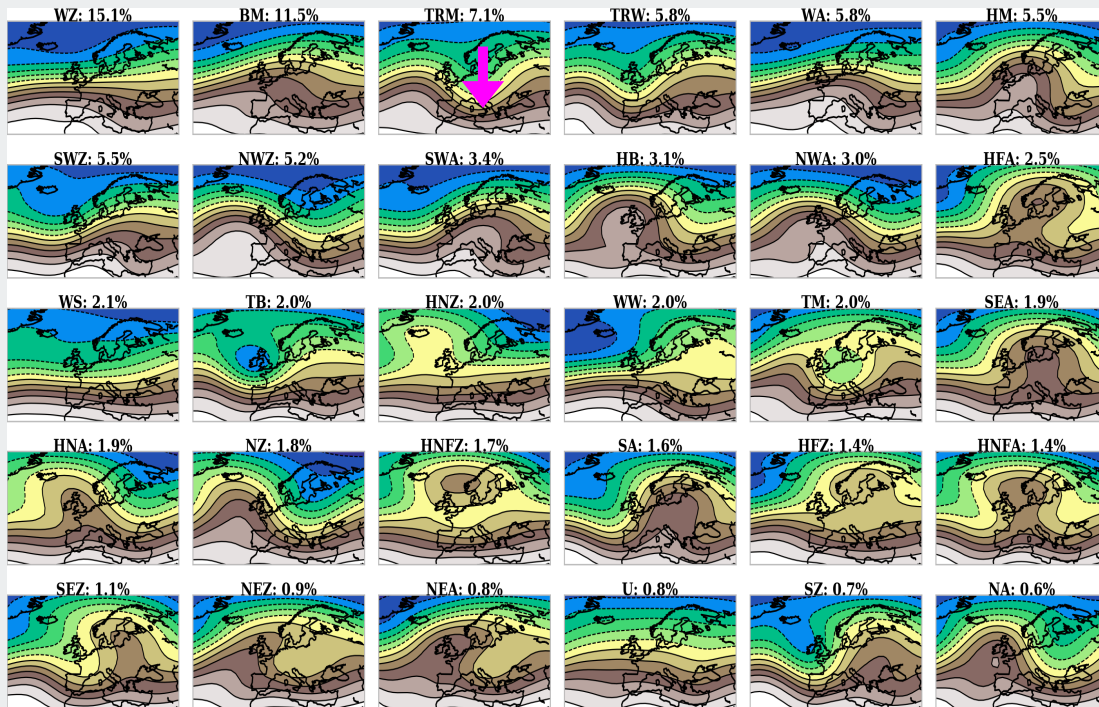 WZ: 15.1% BM: 11.5% TRM: 7.1% TRW: 5.8% WA: 5.8% HM: 5.5%
SWZ: 5.5% NWZ: 5.2% SWA: 3.4% HB: 3.1% NWA: 3.0% HFA: 2.5%
WS: 2.1% TB: 2.0% HNZ: 2.0% WW: 2.0% TM: 2.0% SEA: 1.9%
HNA: 1.9% NZ: 1.8% HNFZ: 1.7% SA: 1.6% HFZ: 1.4% HNFA: 1.4%
SEZ: 1.1% NEZ: 0.9% NEA: 0.8% U: 0.8% SZ: 0.7% NA: 0.6%